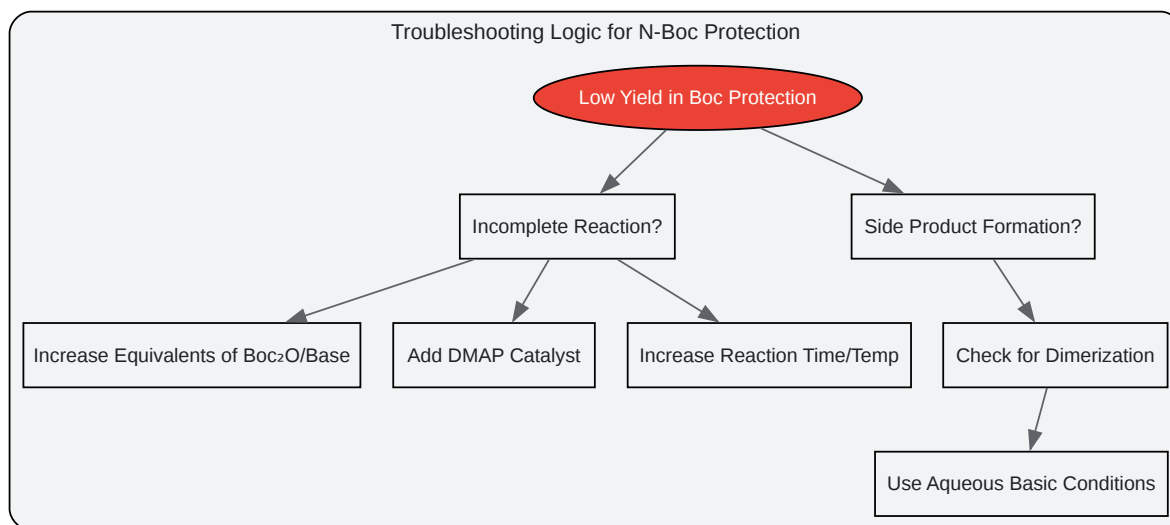 Troubleshooting Logic for N-Boc Protection
Low Yield in Boc Protection
Incomplete Reaction?
Side Product Formation?
Increase Equivalents of Boc₂O/Base
Add DMAP Catalyst
Increase Reaction Time/Temp
Check for Dimerization
Use Aqueous Basic Conditions